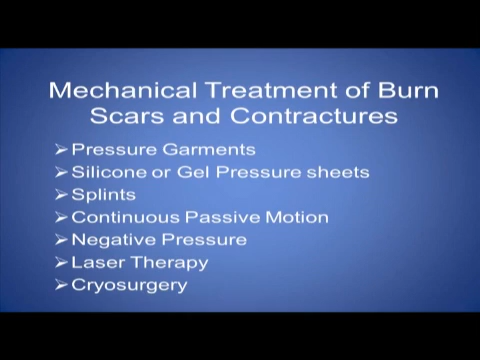 Mechanical Treatment of Burn
Scars and Contractures
➢Pressure Garments
➢Silicone or Gel Pressure sheets
➢Splints
➢Continuous Passive Motion
➢Negative Pressure
➢Laser Therapy
➢Cryosurgery